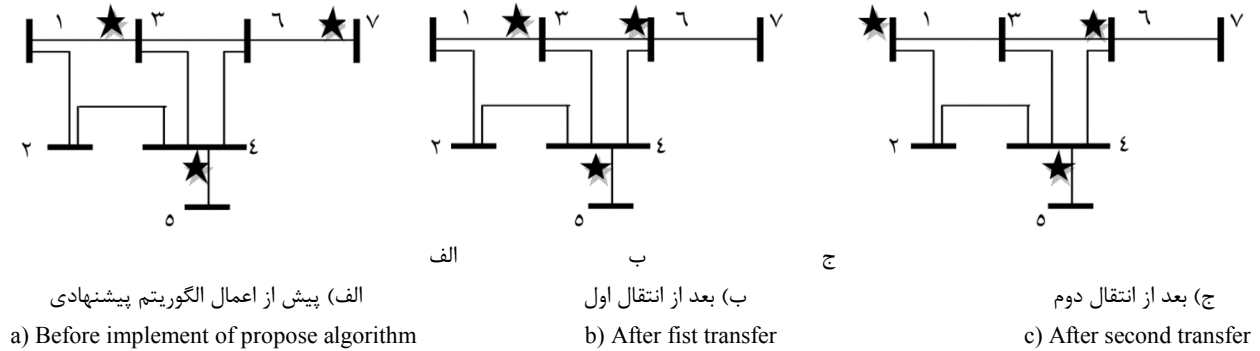 ١ ٣ ٦ ٧
٢ ٤
٥
١ ٣ ٦ ٧
٢ ٤
٥
١ ٣ ٦ ٧
٢ ٤
٥
الف
ب
ج
الف) پیش از اعمال الگوریتم پیشنهادی
ب) بعد از انتقال اول
ج) بعد از انتقال دوم
a) Before implement of propose algorithm
b) After fist transfer
c) After second transfer